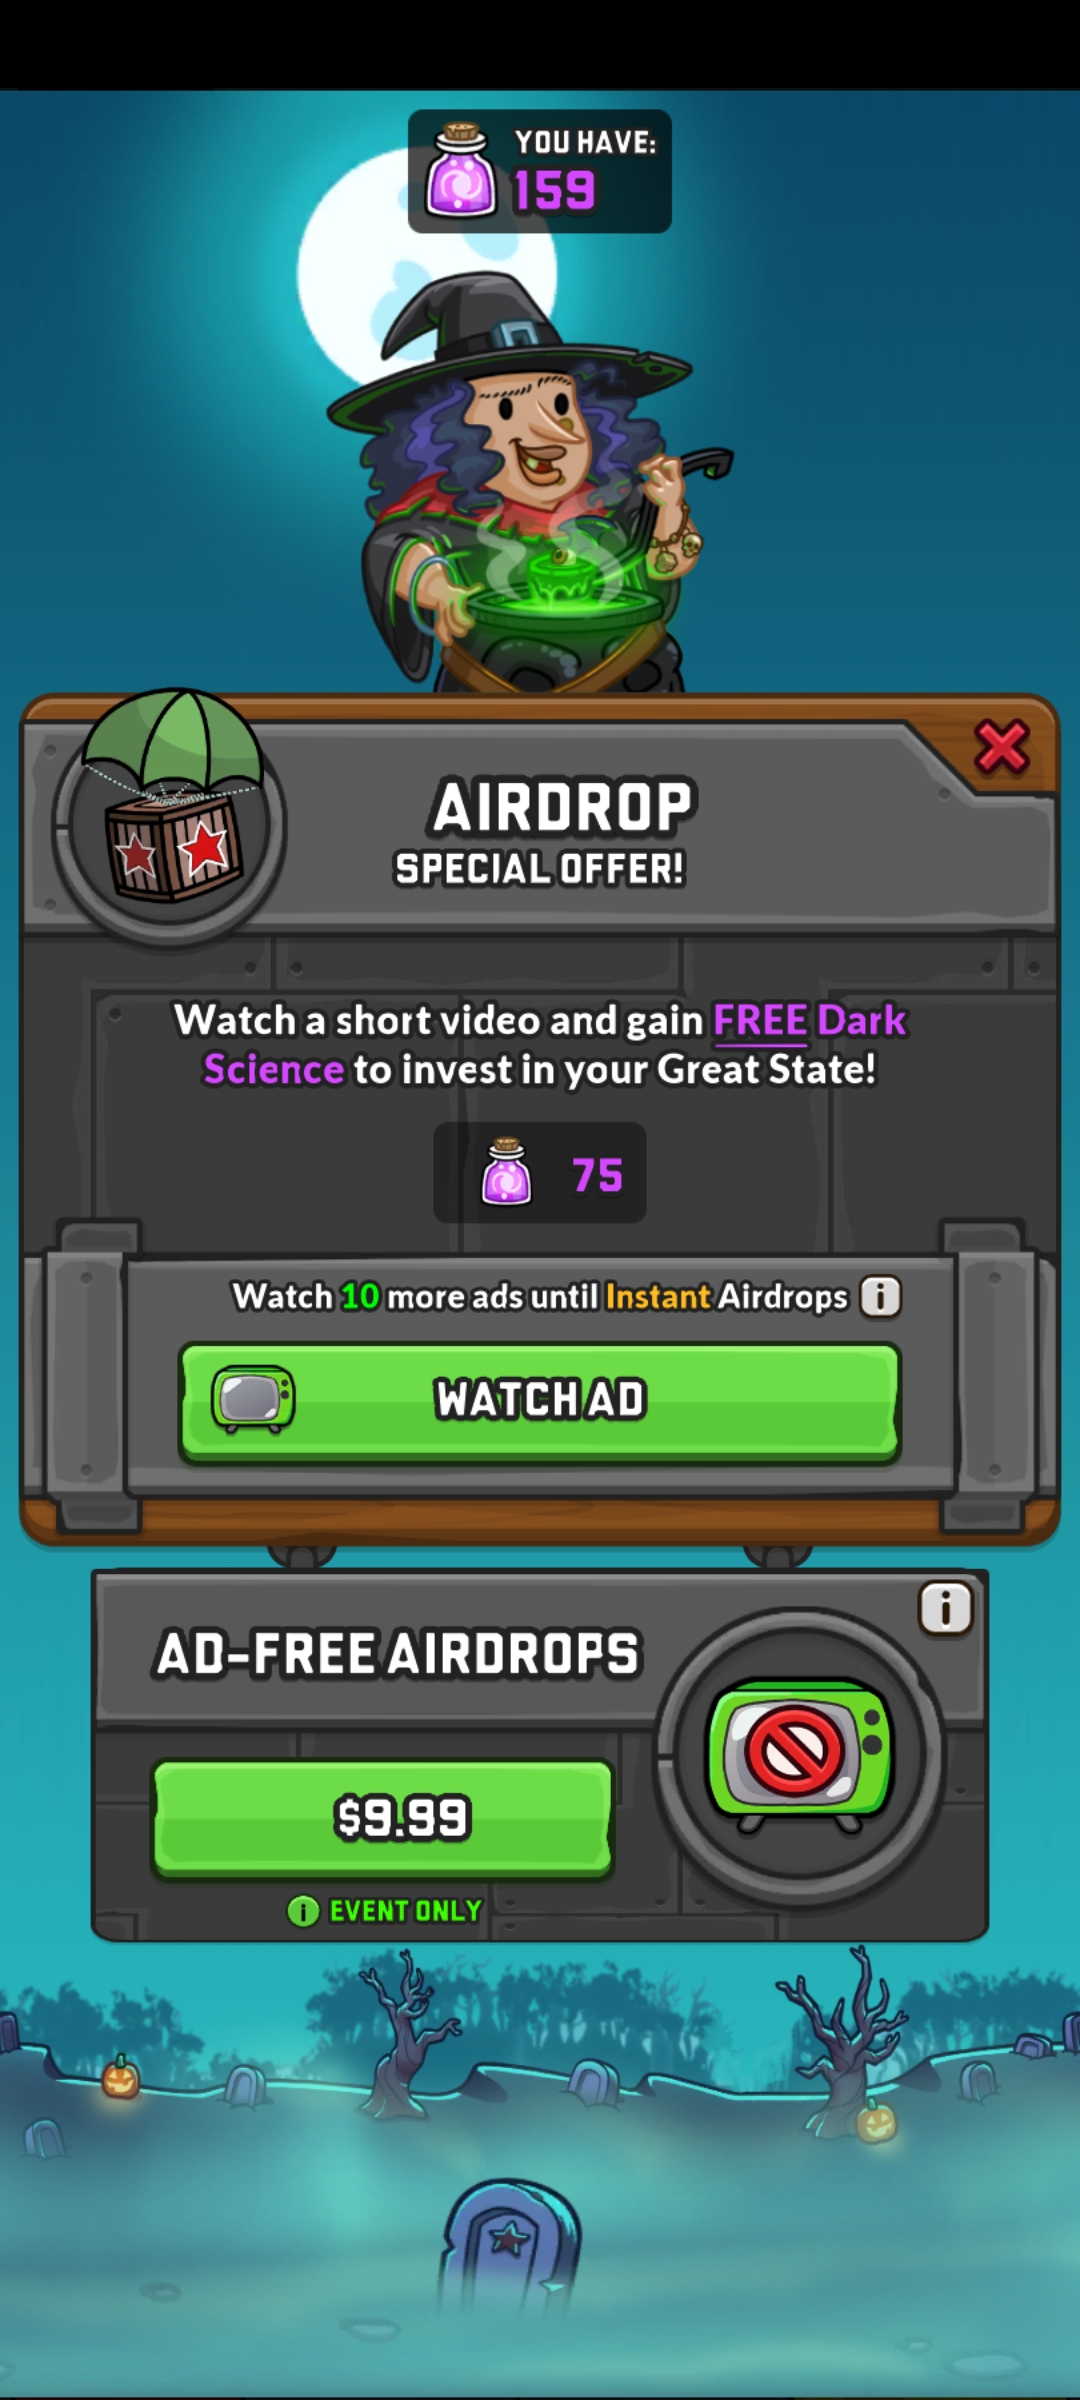 YOU HAVE:
159
AIRDROP
SPECIAL OFFER!
Watch a short video and gain FREE Dark
Science to invest in your Great State!
75
Watch 10 more ads until Instant Airdrops i
WATCH AD
i
AD-FREE AIRDROPS
$9.99
i EVENT ONLY